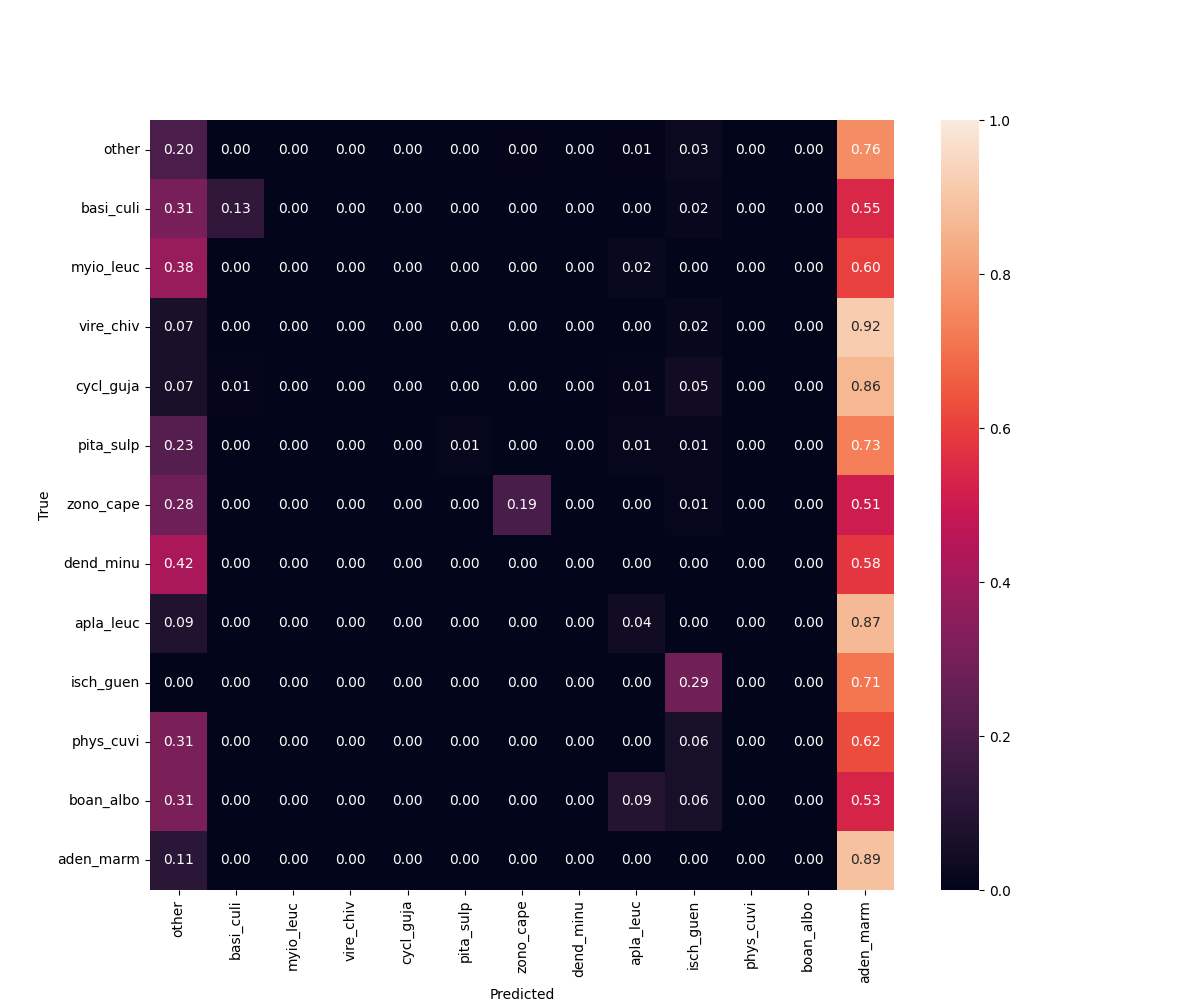 other 0.20 0.00 0.00 0.00 0.00 0.00 0.00 0.00 0.01 0.03 0.00 0.00 0.76
basi_culi 0.31 0.13 0.00 0.00 0.00 0.00 0.00 0.00 0.00 0.02 0.00 0.00 0.55
myio_leuc 0.38 0.00 0.00 0.00 0.00 0.00 0.00 0.00 0.02 0.00 0.00 0.00 0.60
vire_chiv 0.07 0.00 0.00 0.00 0.00 0.00 0.00 0.00 0.00 0.02 0.00 0.00 0.92
cycl_guja 0.07 0.01 0.00 0.00 0.00 0.00 0.00 0.00 0.01 0.05 0.00 0.00 0.86
pita_sulp 0.23 0.00 0.00 0.00 0.00 0.01 0.00 0.00 0.01 0.01 0.00 0.00 0.73
zono_cape 0.28 0.00 0.00 0.00 0.00 0.00 0.19 0.00 0.00 0.01 0.00 0.00 0.51
dend_minu 0.42 0.00 0.00 0.00 0.00 0.00 0.00 0.00 0.00 0.00 0.00 0.00 0.58
apla_leuc 0.09 0.00 0.00 0.00 0.00 0.00 0.00 0.00 0.04 0.00 0.00 0.00 0.87
isch_guen 0.00 0.00 0.00 0.00 0.00 0.00 0.00 0.00 0.00 0.29 0.00 0.00 0.71
phys_cuvi 0.31 0.00 0.00 0.00 0.00 0.00 0.00 0.00 0.00 0.06 0.00 0.00 0.62
boan_albo 0.31 0.00 0.00 0.00 0.00 0.00 0.00 0.00 0.09 0.06 0.00 0.00 0.53
aden_marm 0.11 0.00 0.00 0.00 0.00 0.00 0.00 0.00 0.00 0.00 0.00 0.00 0.89
True
other
basi_culi
myio_leuc
vire_chiv
cycl_guja
pita_sulp
zono_cape
dend_minu
apla_leuc
isch_guen
phys_cuvi
boan_albo
aden_marm
Predicted
1.0
0.8
0.6
0.4
0.2
0.0